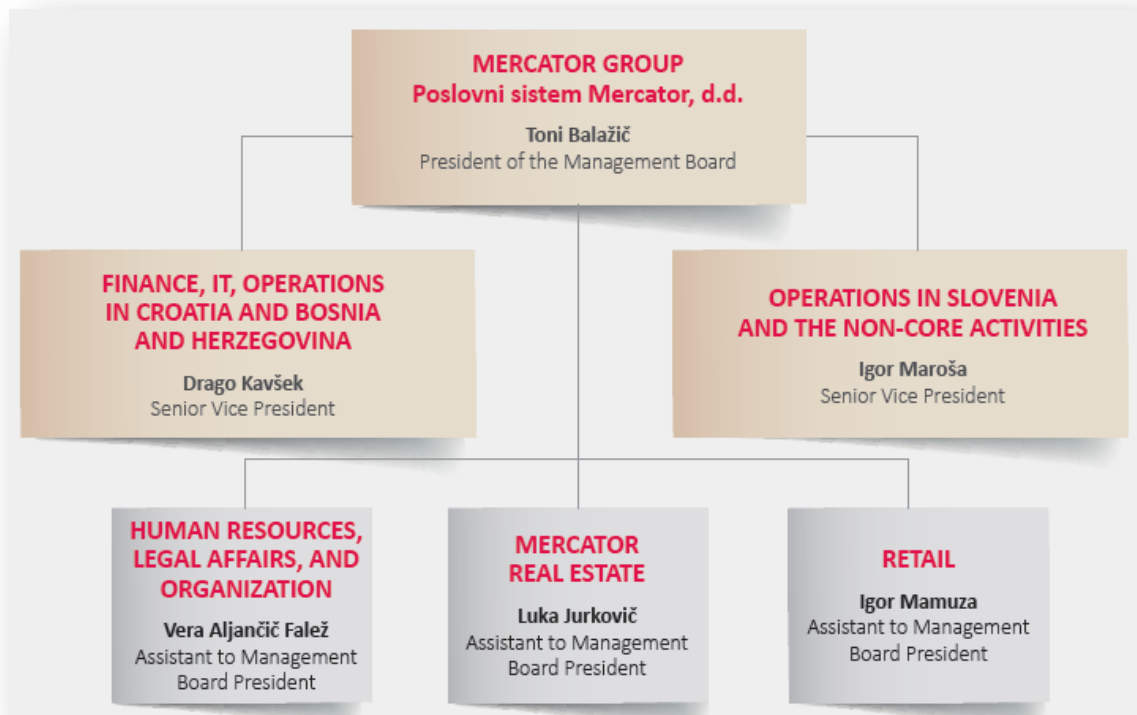 MERCATOR GROUP
Poslovni sistem Mercator, d.d.
Toni Balažič
President of the Management Board
FINANCE, IT, OPERATIONS
IN CROATIA AND BOSNIA
AND HERZEGOVINA
Drago Kavšek
Senior Vice President
OPERATIONS IN SLOVENIA
AND THE NON-CORE ACTIVITIES
Igor Maroša
Senior Vice President
HUMAN RESOURCES,
LEGAL AFFAIRS, AND
ORGANIZATION
Vera Aljančič Falež
Assistant to Management
Board President
MERCATOR
REAL ESTATE
Luka Jurkovič
Assistant to Management
Board President
RETAIL
Igor Mamuza
Assistant to Management
Board President